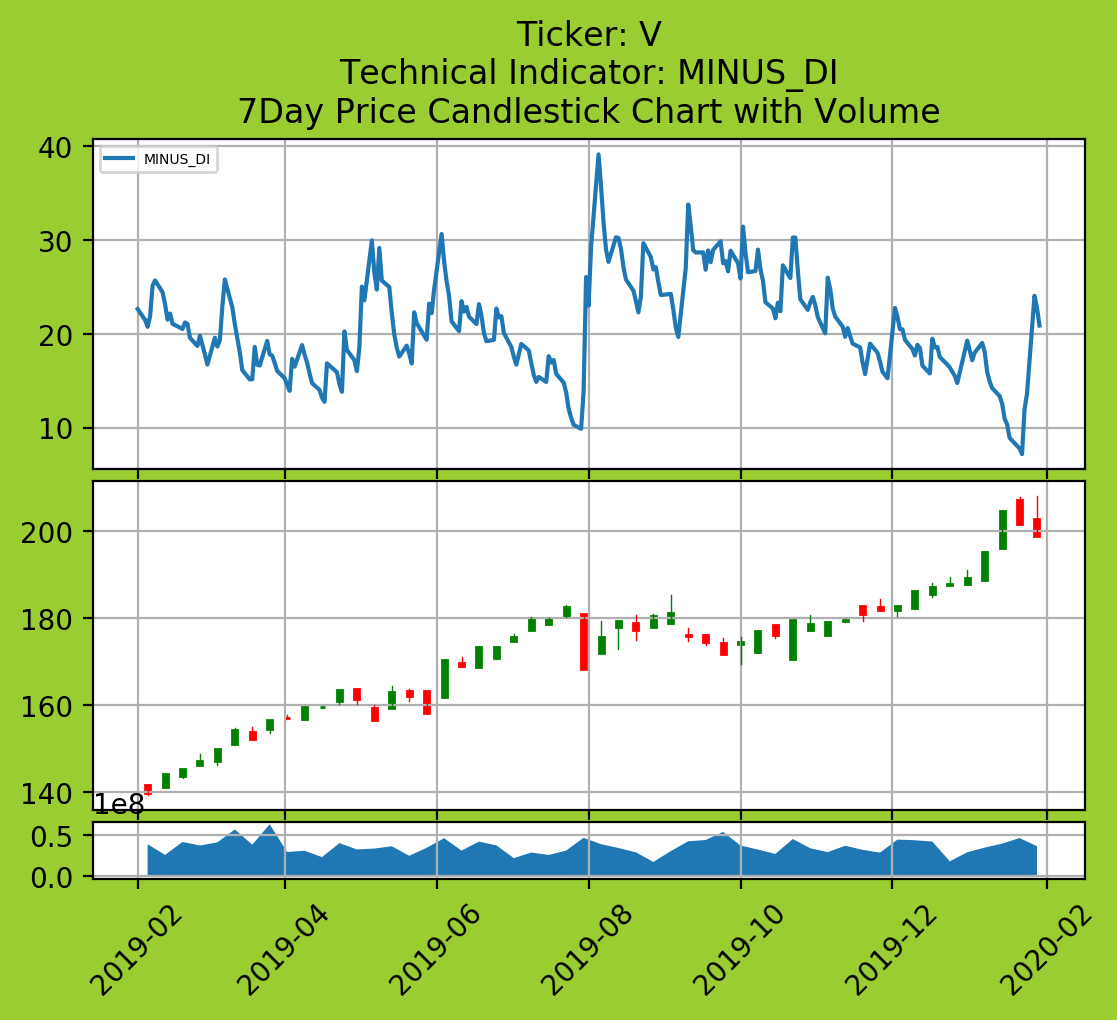 Ticker: V
Technical Indicator: MINUS_DI
7Day Price Candlestick Chart with Volume
MINUS_DI
40
30
20
10
200
180
160
140
1e8
0.5
0.0
2019-02 2019-04 2019-06 2019-08 2019-10 2019-12 2020-02